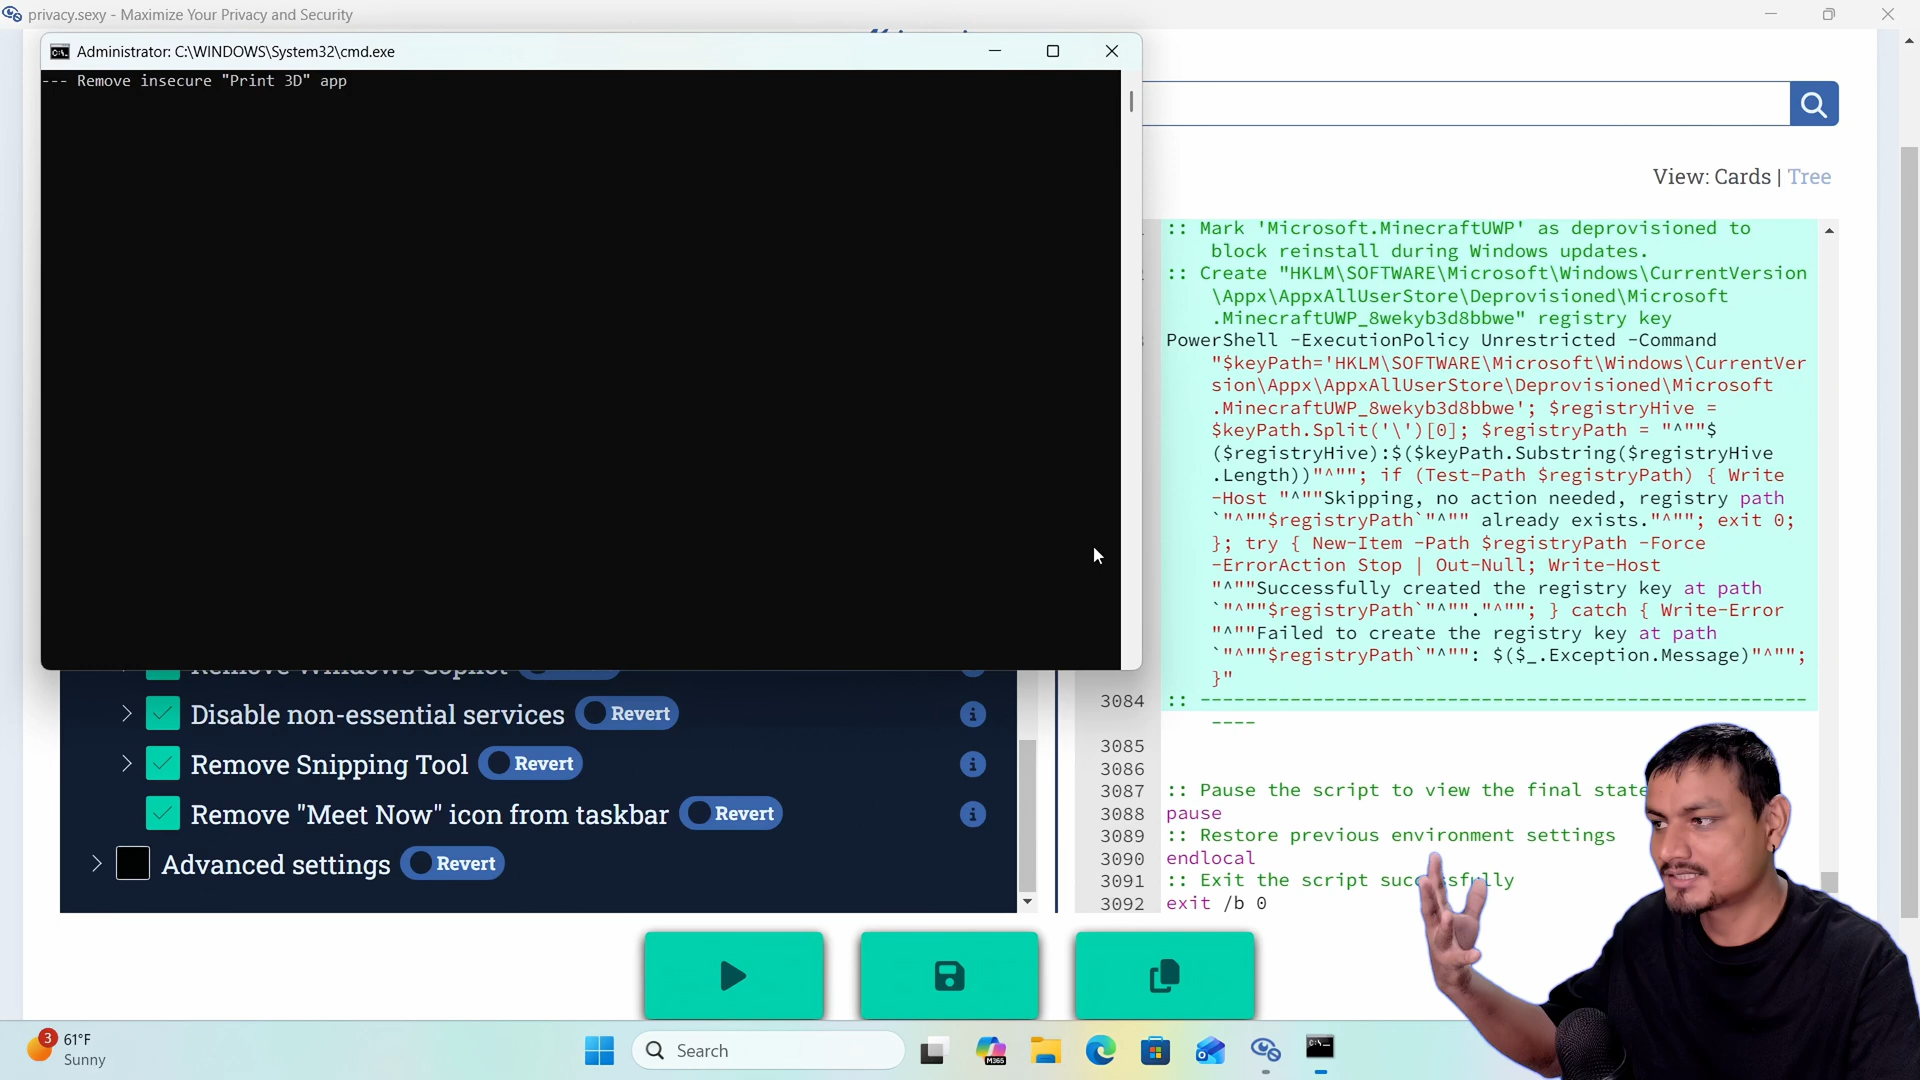 privacy.sexy - Maximize Your Privacy and Security
Administrator: C:\WINDOWS\System32\cmd.exe
--- Remove insecure "Print 3D" app
View: Cards | Tree
:: Mark 'Microsoft.MinecraftUWP' as deprovisioned to
block reinstall during Windows updates.
:: Create "HKLM\SOFTWARE\Microsoft\Windows\CurrentVersion
\Appx\AppxAllUserStore\Deprovisioned\Microsoft
.MinecraftUWP_8wekyb3d8bbwe" registry key
PowerShell -ExecutionPolicy Unrestricted -Command
"$keyPath='HKLM\SOFTWARE\Microsoft\Windows\CurrentVer
sion\Appx\AppxAllUserStore\Deprovisioned\Microsoft
.MinecraftUWP_8wekyb3d8bbwe'; $registryHive =
$keyPath.Split('\')[0]; $registryPath = "^""$
($registryHive):$($keyPath.Substring($registryHive
.Length))"^""; if (Test-Path $registryPath) { Write
-Host "^""Skipping, no action needed, registry path
`"^""$registryPath`"^"" already exists."^""; exit 0;
}; try { New-Item -Path $registryPath -Force
-ErrorAction Stop | Out-Null; Write-Host
"^""Successfully created the registry key at path
`"^""$registryPath`"^""."^""; } catch { Write-Error
"^""Failed to create the registry key at path
`"^""$registryPath`"^"": $($_.Exception.Message)"^"";
}"
3084 :: ------------------------------------------------------
----
3085
3086
3087 :: Pause the script to view the final state
3088 pause
3089 :: Restore previous environment settings
3090 endlocal
3091 :: Exit the script successfully
3092 exit /b 0
Remove Windows Copilot
Disable non-essential services Revert
Remove Snipping Tool Revert
Remove "Meet Now" icon from taskbar Revert
Advanced settings Revert
3
61°F
Sunny
Search
M365